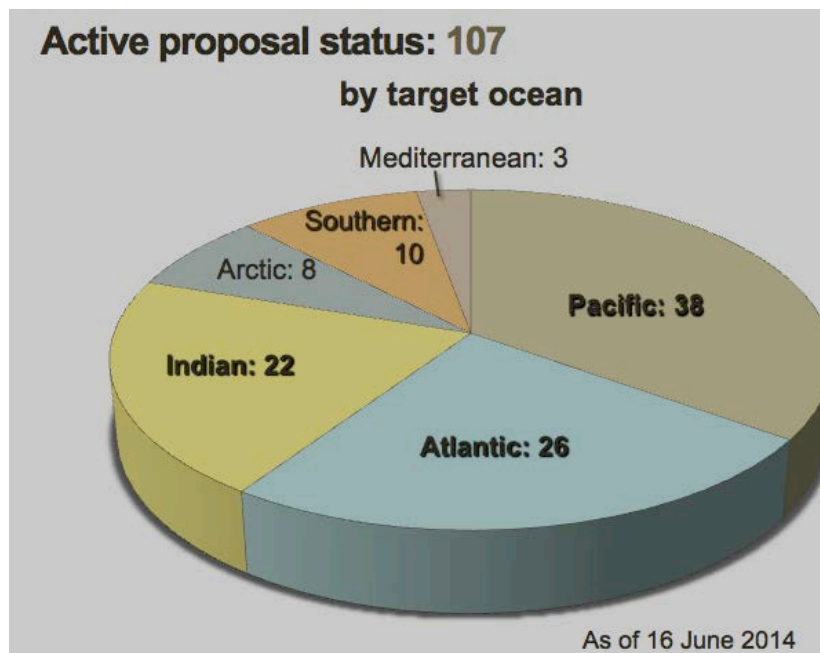 Active proposal status: 107
by target ocean
Mediterranean: 3
Southern:
10
Arctic: 8
Pacific: 38
Indian: 22
Atlantic: 26
As of 16 June 2014